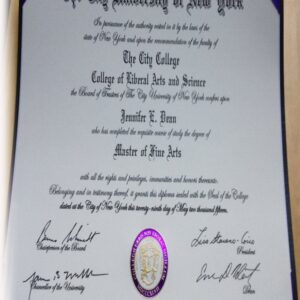 The City University of New York
In pursuance of the authority vested in it by the laws of the
state of New York and upon the recommendation of the faculty of
The City College
College of Liberal Arts and Science
the Board of Trustees of The City University of New York confers upon
Jennifer E. Denn
who has completed the requisite course of study the degree of
Master of Fine Arts
with all the rights and privileges, immunities and honors thereunto
Belonging and in testimony thereof, it grants this diploma sealed with the Seal of the College
dated at the City of New York this twenty-ninth day of May two thousand fifteen.
Chairperson of the Board
President
Chancellor of the University
Dean